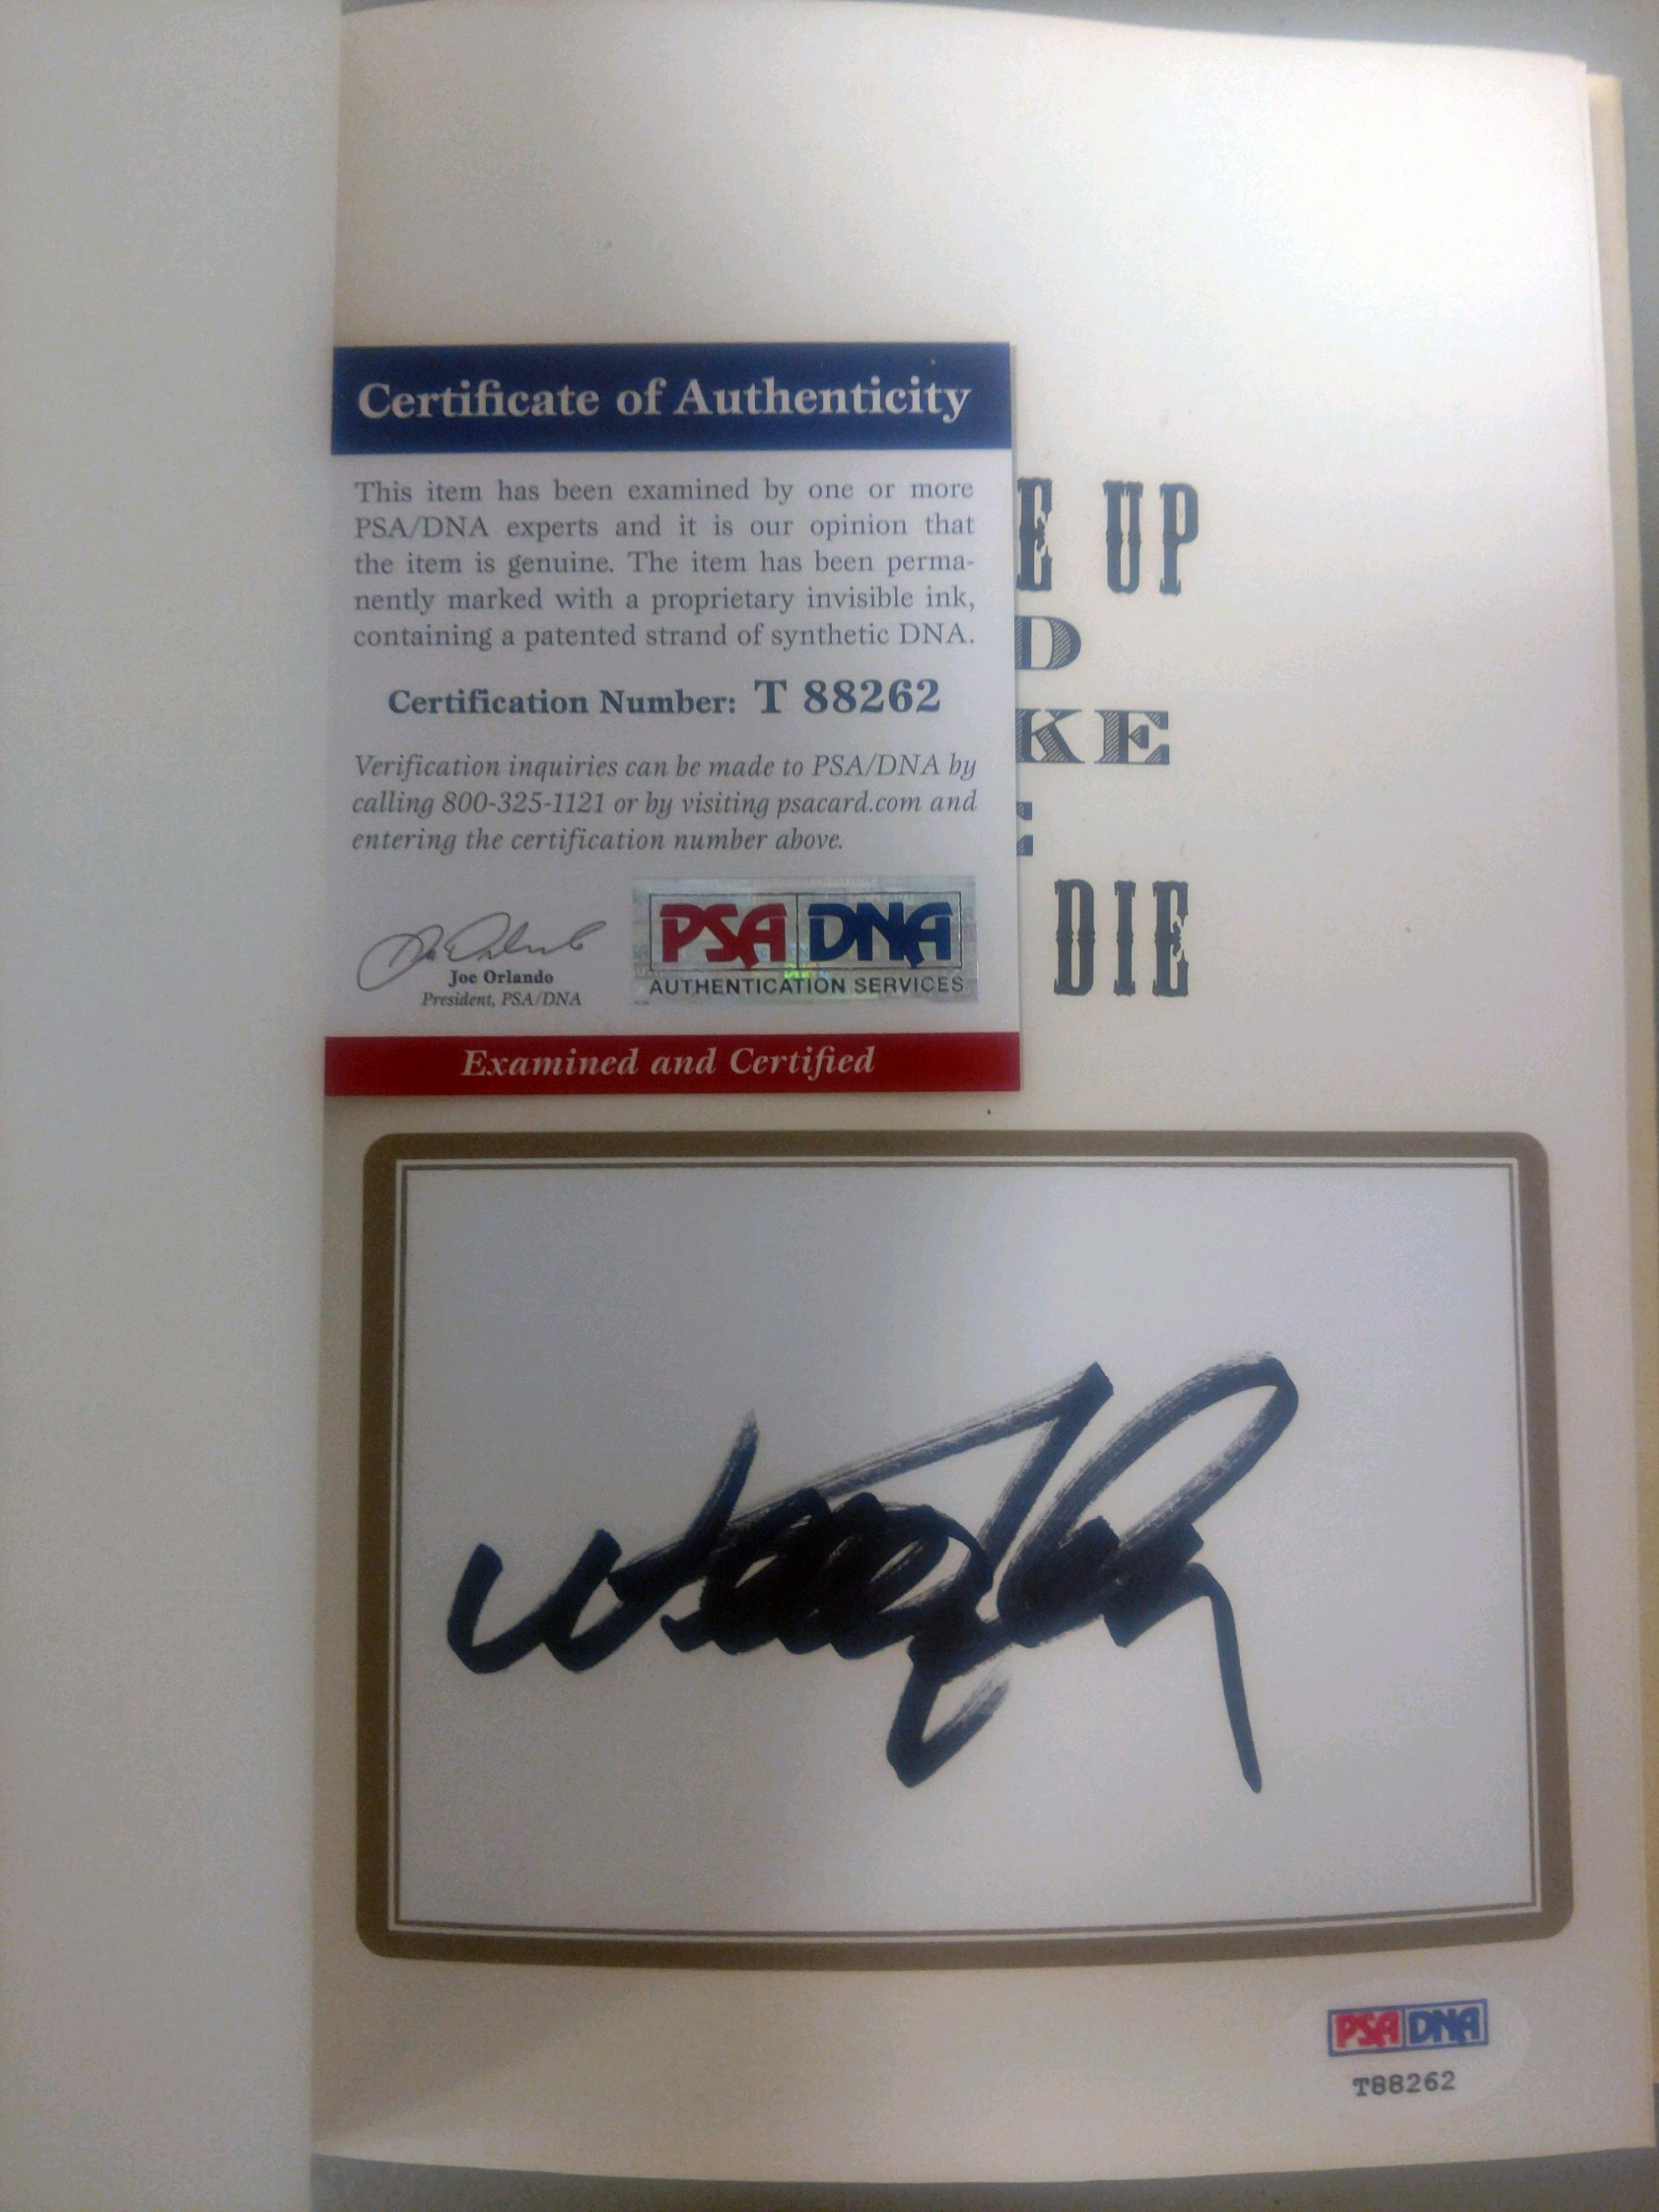 Certificate of Authenticity
This item has been examined by one or more
PSA/DNA experts and it is our opinion that
the item is genuine. The item has been perma-
nently marked with a proprietary invisible ink,
containing a patented strand of synthetic DNA.
Certification Number: T 88262
Verification inquiries can be made to PSA/DNA by
calling 800-325-1121 or by visiting psacard.com and
entering the certification number above.
Joe Orlando
President, PSA/DNA
PSA DNA
AUTHENTICATION SERVICES
Examined and Certified
E UP
D
KE
E
DIE
PSA DNA
T88262